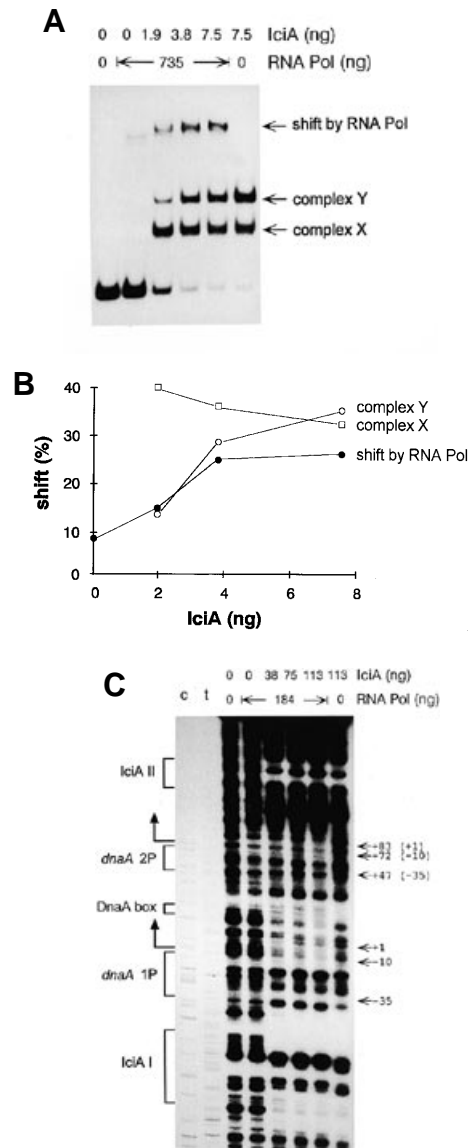 A
0 0 1.9 3.8 7.5 7.5 IciA (ng)
0 735 0 RNA Pol (ng)
shift by RNA Pol
complex Y
complex X
B
40
30
20
10
0
shift (%)
complex Y
complex X
shift by RNA Pol
0 2 4 6 8
IciA (ng)
C
0 0 38 75 113 113 IciA (ng)
c t 0 184 0 RNA Pol (ng)
IciA II
+83 (+1)
dnaA 2P
+72 (-10)
+47 (-35)
DnaA box
+1
-10
dnaA 1P
-35
IciA I